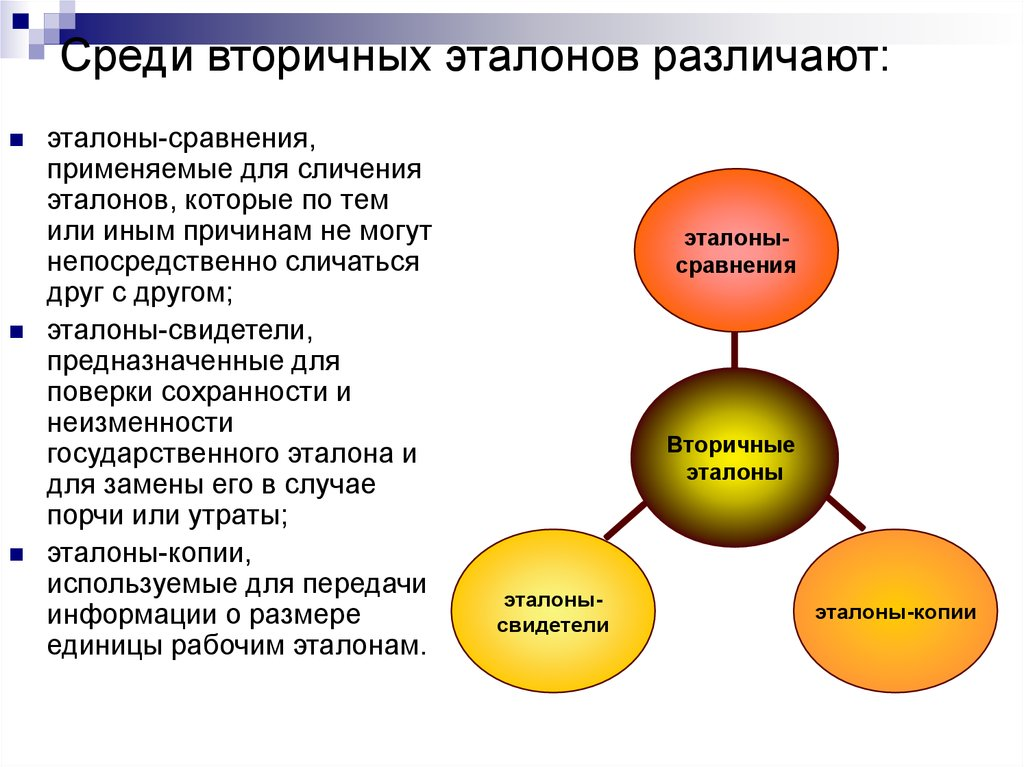 Среди вторичных эталонов различают:
эталоны-сравнения,
применяемые для сличения
эталонов, которые по тем
или иным причинам не могут
непосредственно сличаться
друг с другом;
эталоны-свидетели,
предназначенные для
поверки сохранности и
неизменности
государственного эталона и
для замены его в случае
порчи или утраты;
эталоны-копии,
используемые для передачи
информации о размере
единицы рабочим эталонам.
эталоны-
сравнения
Вторичные
эталоны
эталоны-
свидетели
эталоны-копии